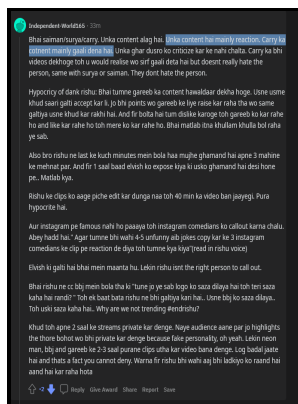 Independent-World165 · 33m
Bhai saiman/surya/carry. Unka content alag hai. Unka content hai mainly reaction. Carry ka
cotnent mainly gaali dena hai. Unka ghar dusro ko criticize kar ke nahi chalta. Carry ka bhi
videos dekhoge toh u would realise wo sirf gaali deta hai but doesnt really hate the
person, same with surya or saiman. They dont hate the person.
Hypocricy of dank rishu: Bhai tumne gareeb ka content hawaldaar dekha hoge. Usne usme
khud saari galti accept kar li. Jo bhi points wo gareeb ke liye raise kar raha tha wo same
galtiya usne khud kar rakhi hai. And fir bolta hai tum dislike karoge toh gareeb ko kar rahe
ho and like kar rahe ho toh mere ko kar rahe ho. Bhai matlab itna khullam khulla bol raha
ye sab.
Also bro rishu ne last ke kuch minutes mein bola haa mujhe ghamand hai apne 3 mahine
ke mehnat par. And fir 1 saal baad elvish ko expose kiya ki usko ghamand hai desi hone
pe.. Matlab kya.
Rishu ke clips ko aage piche edit kar dunga naa toh 40 min ka video ban jaayegi. Pura
hypocrite hai.
Aur instagram pe famous nahi ho paaaya toh instagram comedians ko callout karna chalu.
Abey hadd hai." Agar tumne bhi wahi 4-5 unfunny aib jokes copy kar ke 3 instagram
comedians ke clip pe reaction de diya toh tumne kya kiya"(read in rishu voice)
Elvish ki galti hai bhai mein maanta hu. Lekin rishu isnt the right person to call out.
Bhai rishu ne cc bbj mein bola tha ki "tune jo ye sab logo ko saza dilaya hai toh teri saza
kaha hai randi? " Toh ek baat bata rishu ne bhi galtiya kari hai.. Usne bbj ko saza dilaya..
Toh uski saza kaha hai.. Why are we not trending #endrishu?
Khud toh apne 2 saal ke streams private kar denge. Naye audience aane par jo highlights
the thore bohot wo bhi private kar denge because fake personality, oh yeah. Lekin neon
man, bbj and gareeb ke 2-3 saal purane clips utha kar video bana denge. Log badal jaate
hai and thats a fact you cannot deny. Warna fir rishu bhi wahi aaj bhi ladkiyo ko raand hai
aand hai kar raha hota
Reply Give Award Share Report Save